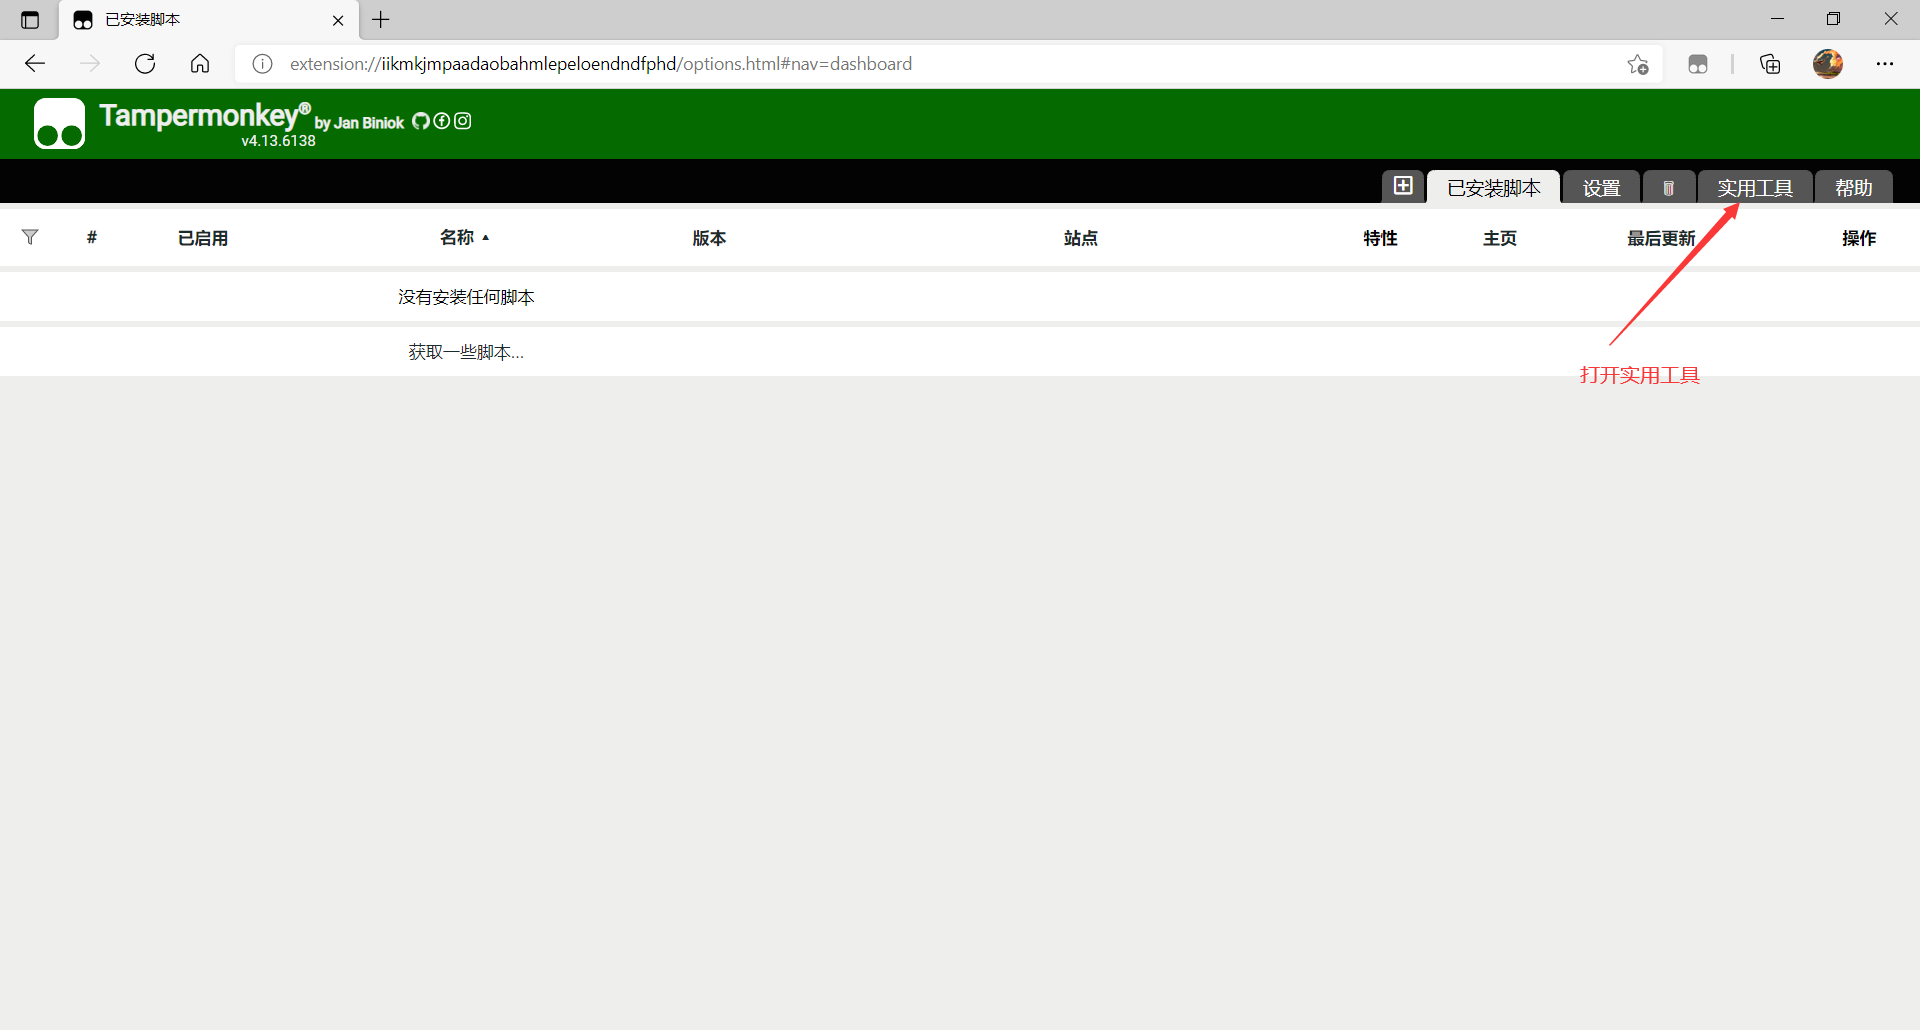 已安装脚本
extension://iikmkjmpaadaobahmlepeloendndfphd/options.html#nav=dashboard
Tampermonkey® by Jan Biniok
v4.13.6138
已安装脚本 设置 实用工具 帮助
# 已启用 名称 ▲ 版本 站点 特性 主页 最后更新 操作
没有安装任何脚本
获取一些脚本...
打开实用工具